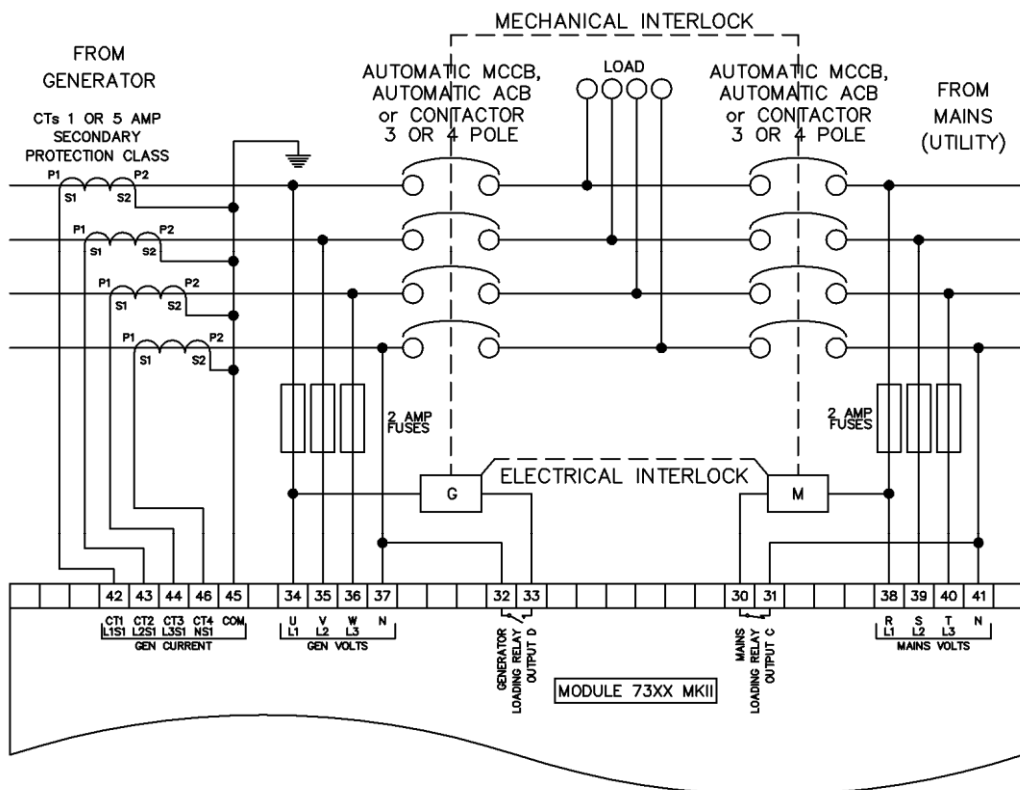 MECHANICAL INTERLOCK
FROM
GENERATOR
CTs 1 OR 5 AMP
SECONDARY
PROTECTION CLASS
AUTOMATIC MCCB,
AUTOMATIC ACB
or CONTACTOR
3 OR 4 POLE
LOAD
AUTOMATIC MCCB,
AUTOMATIC ACB
or CONTACTOR
3 OR 4 POLE
FROM
MAINS
(UTILITY)
P1 P2
S1 S2
P1 P2
S1 S2
P1 P2
S1 S2
P1 P2
S1 S2
2 AMP
FUSES
2 AMP
FUSES
ELECTRICAL INTERLOCK
G
M
42 43 44 46 45 34 35 36 37 32 33 30 31 38 39 40 41
CT1 CT2 CT3 CT4 COM
L1S1 L2S1 L3S1 NS1
GEN CURRENT
U V W N
L1 L2 L3
GEN VOLTS
GENERATOR
LOADING RELAY
OUTPUT D
MODULE 73XX MKII
MAINS
LOADING RELAY
OUTPUT C
R S T N
L1 L2 L3
MAINS VOLTS